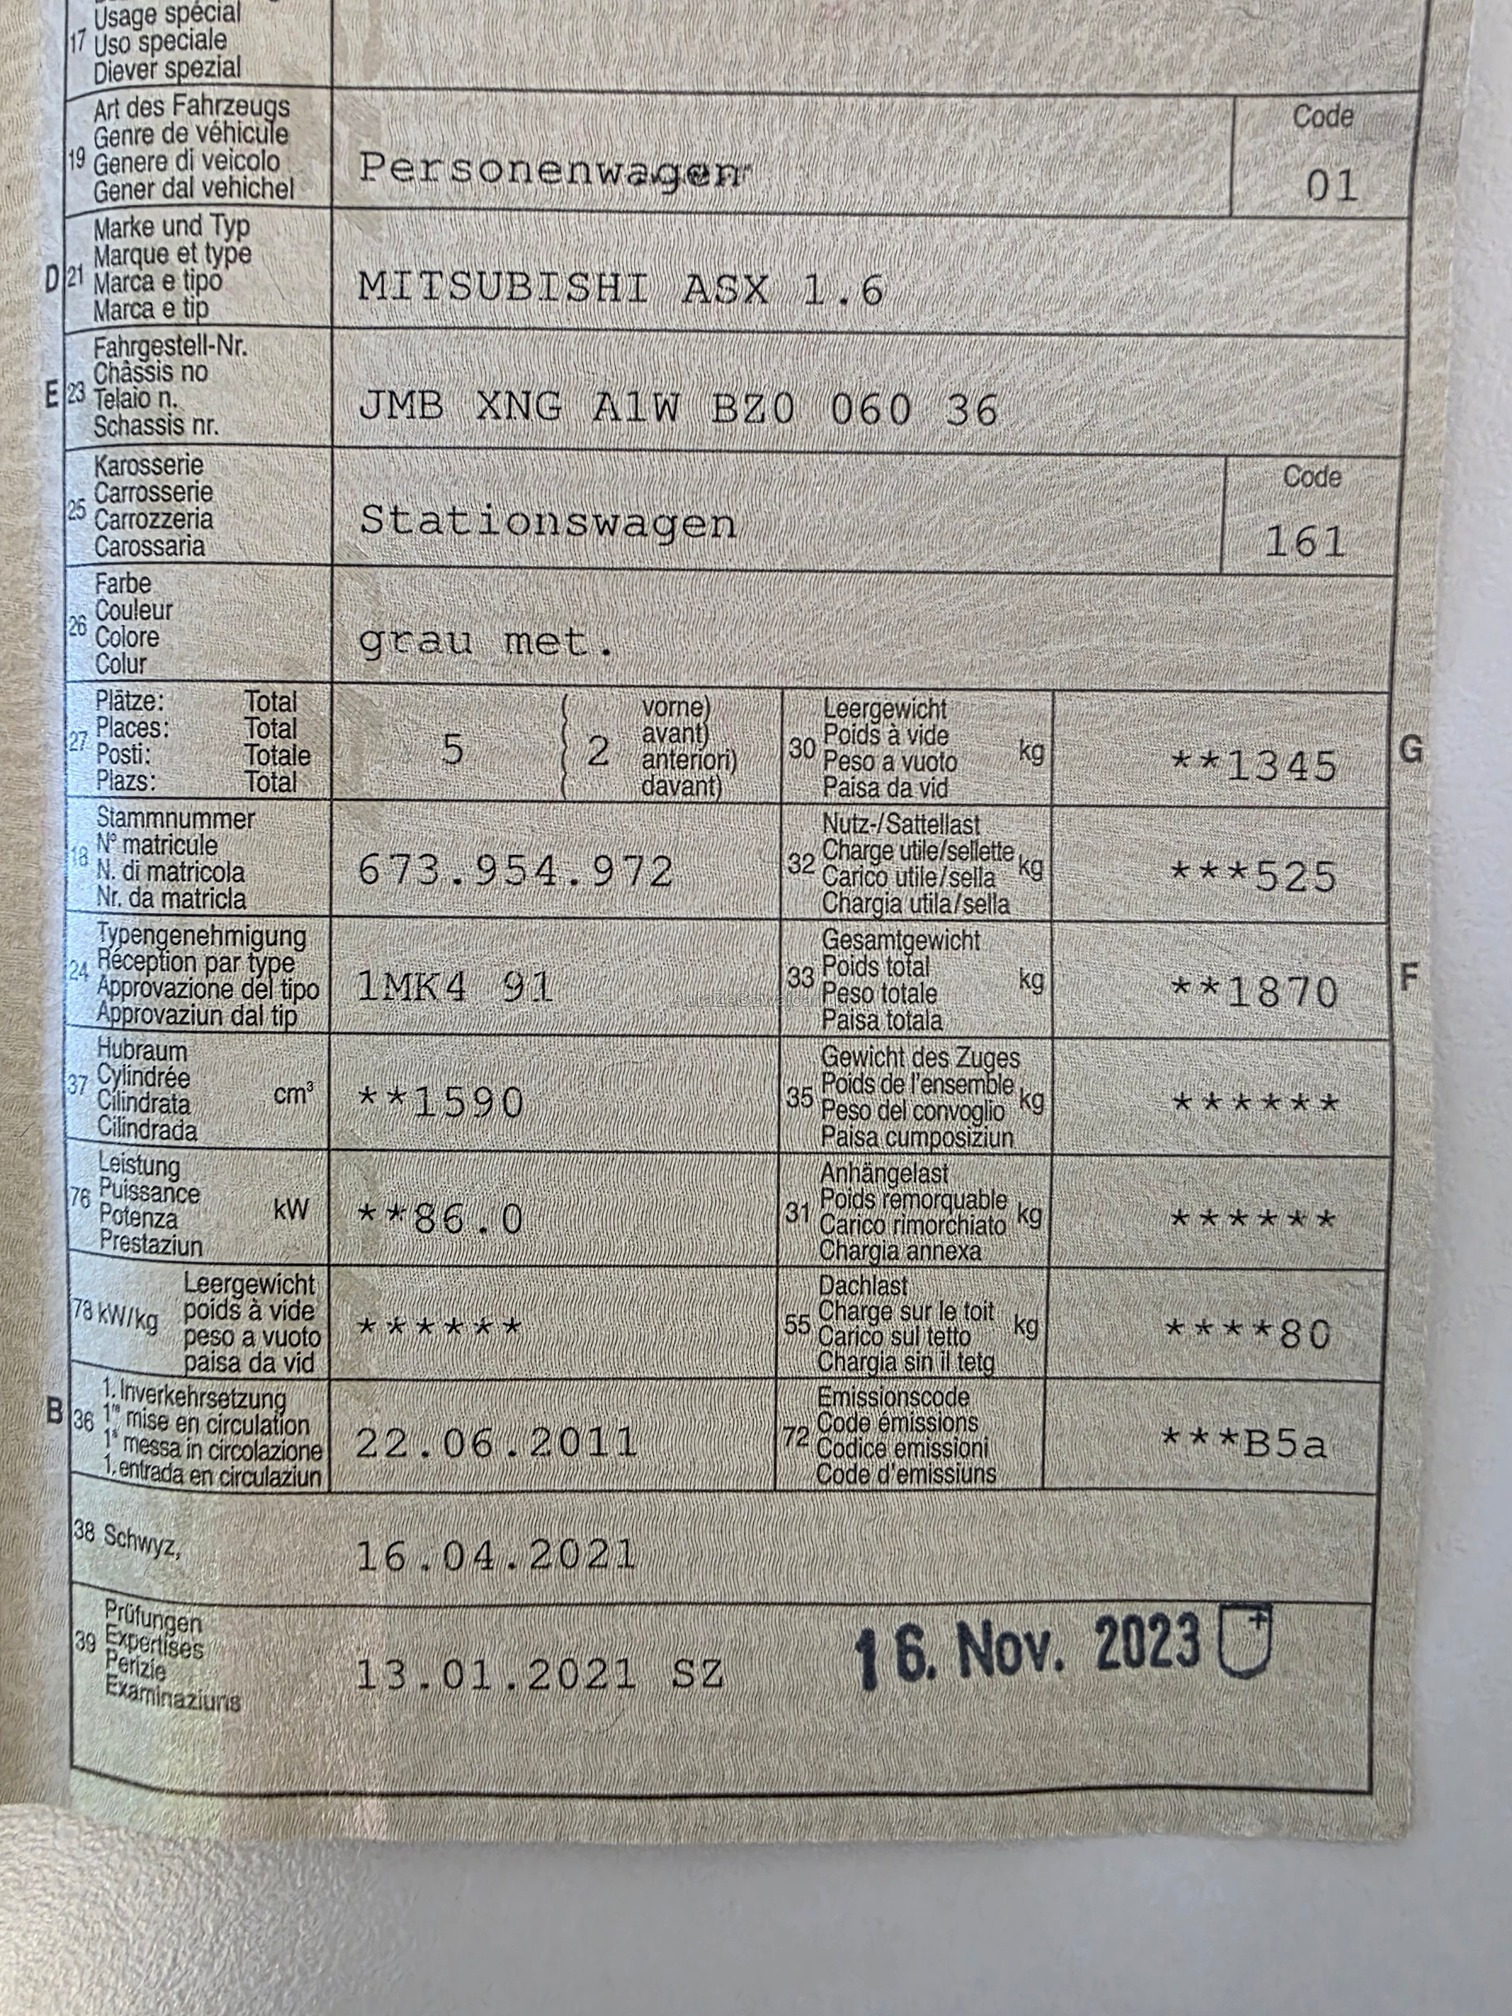 Usage spécial
17 Uso speciale
Diever spezial
Art des Fahrzeugs
Genre de véhicule
19 Genere di veicolo
Gener dal vehichel
Personenwagen
Code
01
Marke und Typ
Marque et type
D 21 Marca e tipo
Marca e tip
MITSUBISHI ASX 1.6
Fahrgestell-Nr.
Châssis no
E 23 Telaio n.
Schassis nr.
JMB XNG A1W BZ0 060 36
Karosserie
Carrosserie
25 Carrozzeria
Carossaria
Stationswagen
Code
161
Farbe
Couleur
26 Colore
Colur
grau met.
Plätze: Total
Places: Total
27 Posti: Totale
Plazs: Total
5 ( 2
vorne)
avant)
anteriori)
davant)
Leergewicht
30 Poids à vide kg
Peso a vuoto
Paisa da vid
**1345
G
Stammnummer
18 N° matricule
N. di matricola
Nr. da matricla
673.954.972
Nutz-/Sattellast
32 Charge utile/sellette kg
Carico utile/sella
Chargia utila/sella
***525
Typengenehmigung
24 Réception par type
Approvazione del tipo
Approvaziun dal tip
1MK4 91
Gesamtgewicht
33 Poids total kg
Peso totale
Paisa totala
**1870
F
Hubraum
37 Cylindrée cm³
Cilindrata
Cilindrada
**1590
Gewicht des Zuges
35 Poids de l'ensemble kg
Peso del convoglio
Paisa cumposiziun
******
Leistung
76 Puissance kW
Potenza
Prestaziun
**86.0
Anhängelast
31 Poids remorquable kg
Carico rimorchiato
Chargia annexa
******
Leergewicht
78 kW/kg poids à vide
peso a vuoto
paisa da vid
******
Dachlast
55 Charge sur le toit kg
Carico sul tetto
Chargia sin il tetg
****80
1. Inverkehrsetzung
B 36 1re mise en circulation
1a messa in circolazione
1. entrada en circulaziun
22.06.2011
Emissionscode
72 Code émissions
Codice emissioni
Code d'emissiuns
***B5a
38 Schwyz,
16.04.2021
Prüfungen
39 Expertises
Perizie
Examinaziuns
13.01.2021 SZ
16. Nov. 2023